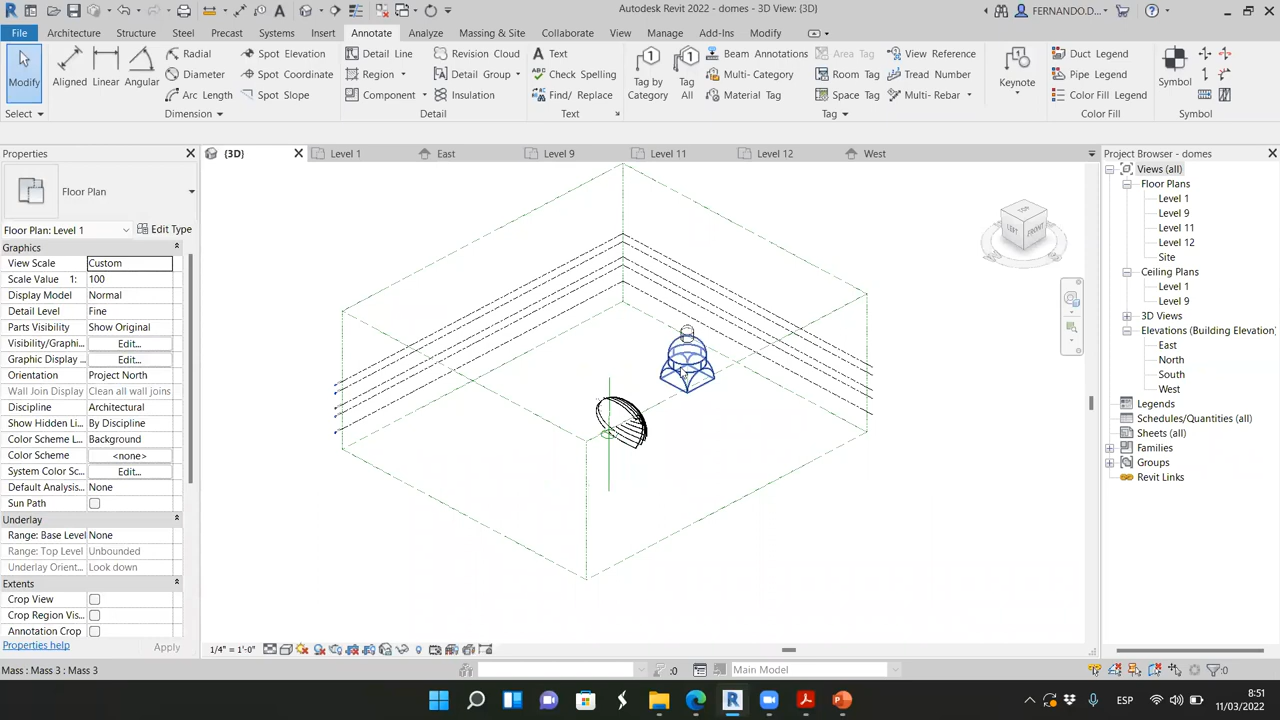 Autodesk Revit 2022 - domes - 3D View: {3D}
FERNANDO.D...
File Architecture Structure Steel Precast Systems Insert Annotate Analyze Massing & Site Collaborate View Manage Add-Ins Modify
Modify
Select
Aligned Linear Angular
Radial
Diameter
Arc Length
Spot Elevation
Spot Coordinate
Spot Slope
Dimension
Detail Line
Region
Component
Revision Cloud
Detail Group
Insulation
Detail
Text
Check Spelling
Find/ Replace
Text
Tag by Category
Tag All
Beam Annotations
Multi- Category
Material Tag
Area Tag
Room Tag
Space Tag
View Reference
Tread Number
Multi- Rebar
Tag
Keynote
Duct Legend
Pipe Legend
Color Fill Legend
Color Fill
Symbol
Symbol
Properties
Floor Plan
Floor Plan: Level 1
Edit Type
Graphics
View Scale Custom
Scale Value 1: 100
Display Model Normal
Detail Level Fine
Parts Visibility Show Original
Visibility/Graphi... Edit...
Graphic Display ... Edit...
Orientation Project North
Wall Join Display Clean all wall joins
Discipline Architectural
Show Hidden Li... By Discipline
Color Scheme L... Background
Color Scheme <none>
System Color Sc... Edit...
Default Analysis... None
Sun Path
Underlay
Range: Base Level None
Range: Top Level Unbounded
Underlay Orien... Look down
Extents
Crop View
Crop Region Vis...
Annotation Crop
Properties help
Apply
{3D} Level 1 East Level 9 Level 11 Level 12 West
TOP
LEFT
FRONT
Project Browser - domes
Views (all)
Floor Plans
Level 1
Level 9
Level 11
Level 12
Site
Ceiling Plans
Level 1
Level 9
3D Views
Elevations (Building Elevation)
East
North
South
West
Legends
Schedules/Quantities (all)
Sheets (all)
Families
Groups
Revit Links
1/4" = 1'-0"
Mass : Mass 3 : Mass 3
:0
Main Model
:0
ESP
8:51
11/03/2022